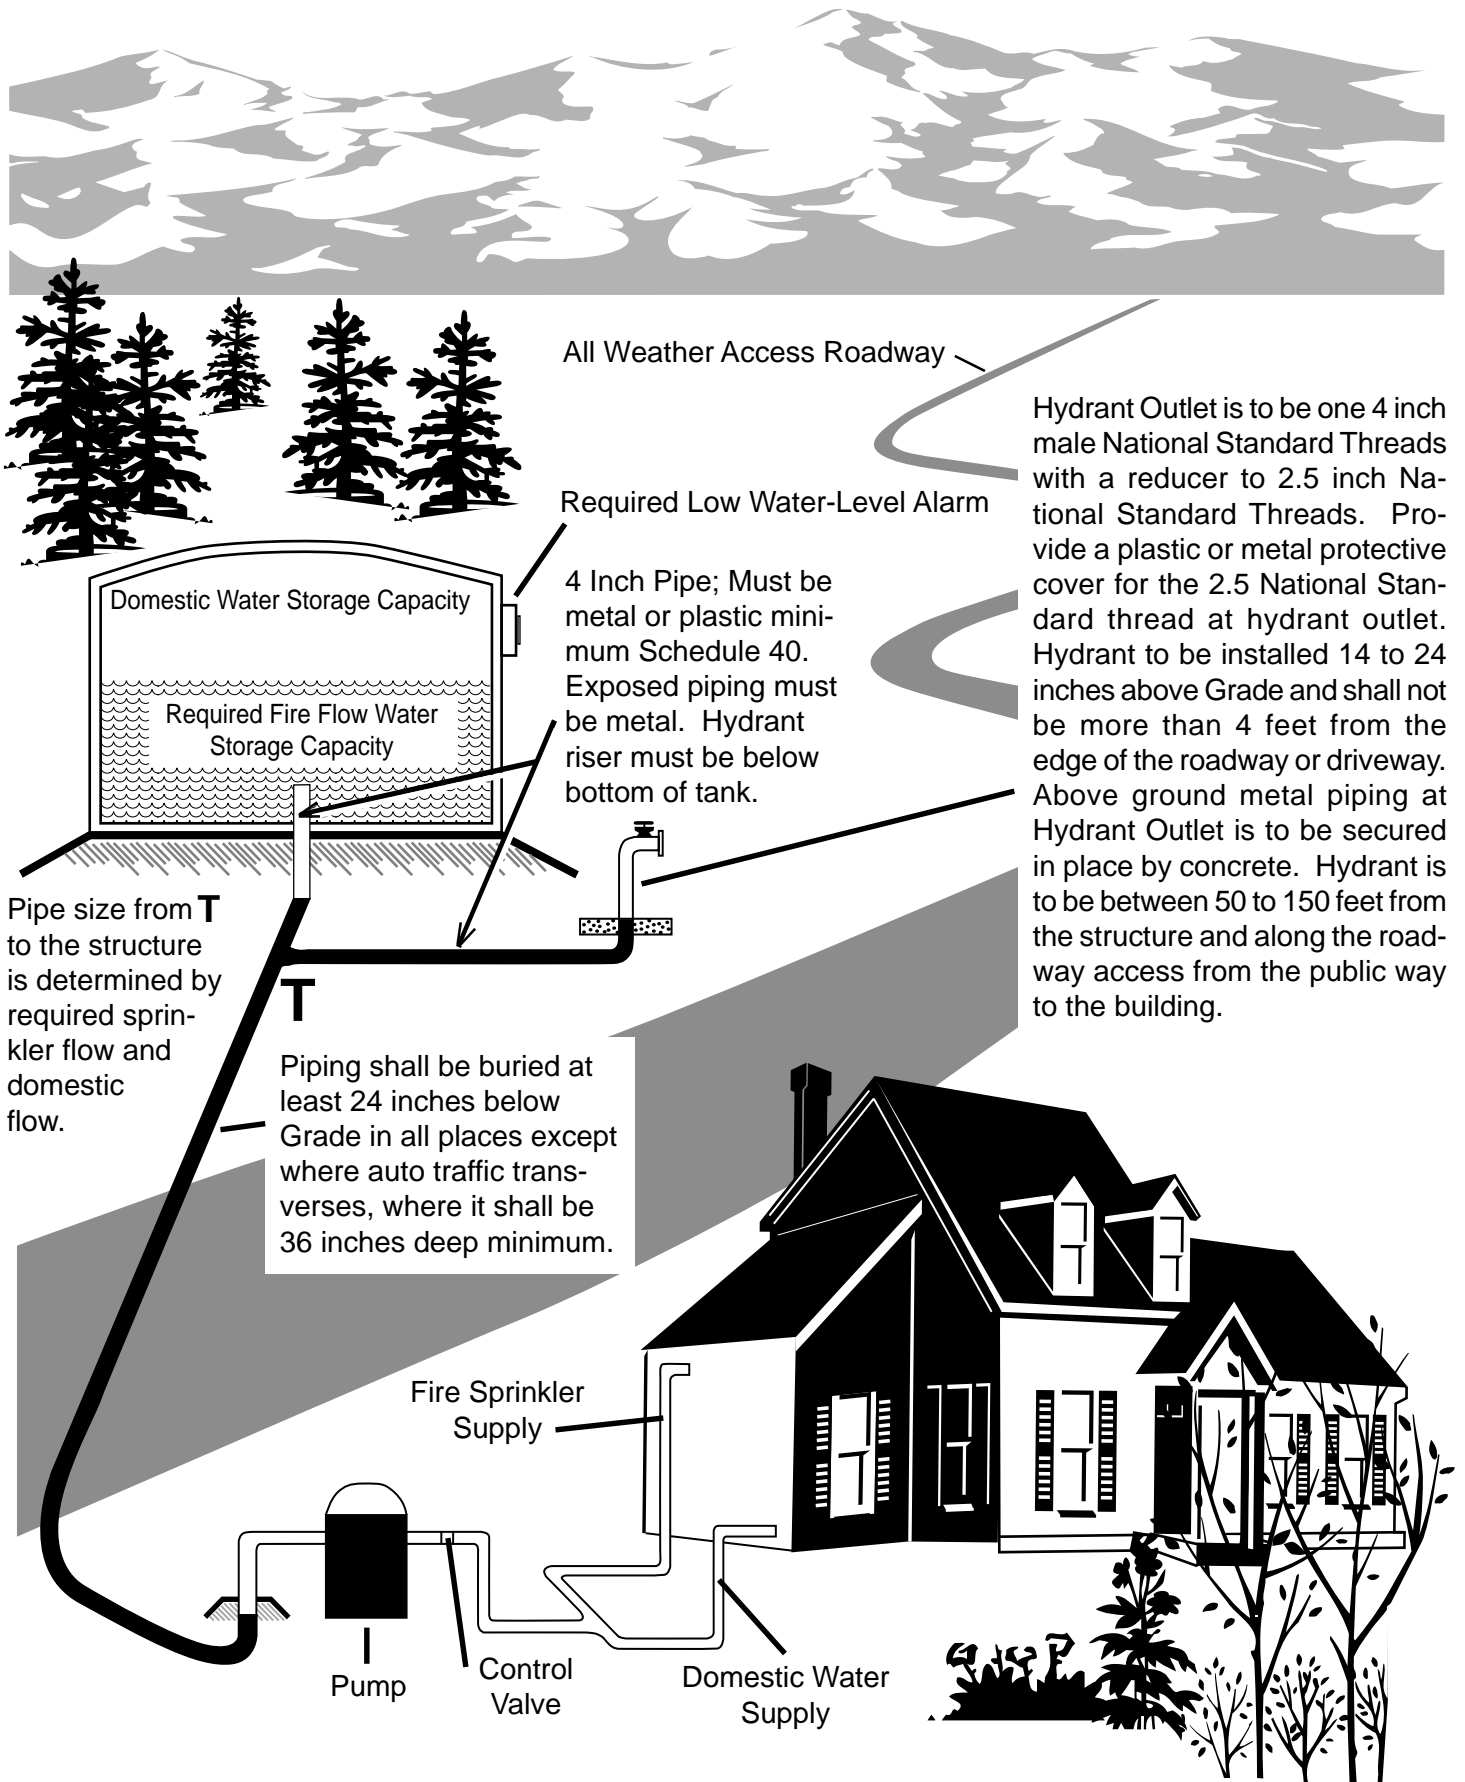 All Weather Access Roadway
Hydrant Outlet is to be one 4 inch
male National Standard Threads
with a reducer to 2.5 inch Na-
tional Standard Threads. Pro-
vide a plastic or metal protective
cover for the 2.5 National Stan-
dard thread at hydrant outlet.
Hydrant to be installed 14 to 24
inches above Grade and shall not
be more than 4 feet from the
edge of the roadway or driveway.
Above ground metal piping at
Hydrant Outlet is to be secured
in place by concrete. Hydrant is
to be between 50 to 150 feet from
the structure and along the road-
way access from the public way
to the building.
Required Low Water-Level Alarm
Domestic Water Storage Capacity
Required Fire Flow Water
Storage Capacity
4 Inch Pipe; Must be
metal or plastic mini-
mum Schedule 40.
Exposed piping must
be metal. Hydrant
riser must be below
bottom of tank.
Pipe size from T
to the structure
is determined by
required sprin-
kler flow and
domestic
flow.
T
Piping shall be buried at
least 24 inches below
Grade in all places except
where auto traffic trans-
verses, where it shall be
36 inches deep minimum.
Fire Sprinkler
Supply
Pump
Control
Valve
Domestic Water
Supply